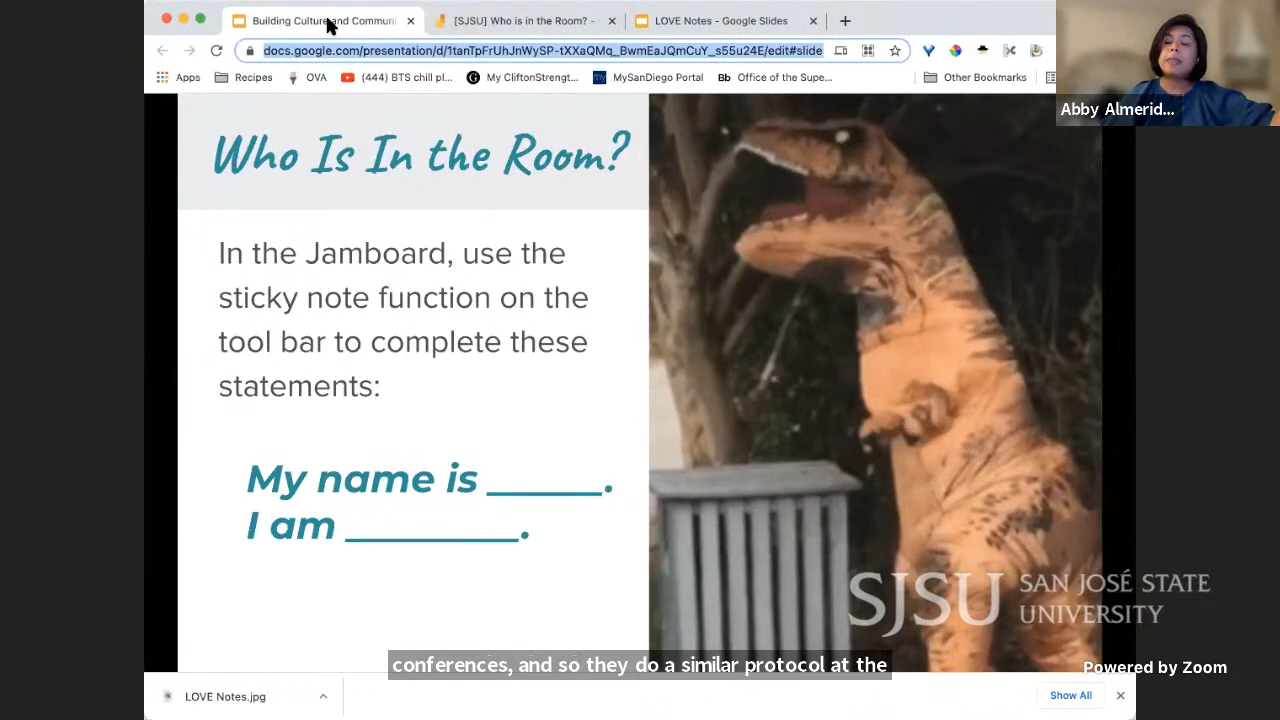 Building Culture and Communi
[SJSU] Who is in the Room? -
LOVE Notes - Google Slides
docs.google.com/presentation/d/1tanTpFrUhJnWySP-tXXaQMq_BwmEaJQmCuY_s55u24E/edit#slide
Apps
Recipes
OVA
(444) BTS chill pl...
My CliftonStrengt...
MySanDiego Portal
Bb Office of the Supe...
Other Bookmarks
Abby Almerid...
Who Is In the Room?
In the Jamboard, use the
sticky note function on the
tool bar to complete these
statements:
My name is ______.
I am _________.
SJSU SAN JOSÉ STATE
UNIVERSITY
conferences, and so they do a similar protocol at the
Powered by Zoom
LOVE Notes.jpg
Show All